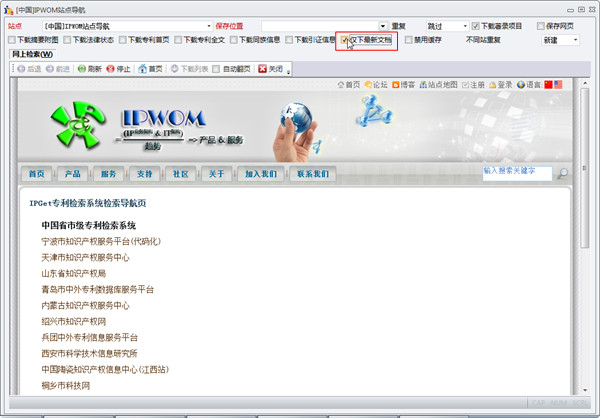 [中国]IPWOM站点导航
站点 [中国]IPWOM站点导航 保存位置 重复 跳过 下载著录项目 保存网页
下载摘要附图 下载法律状态 下载专利首页 下载专利全文 下载同族信息 下载引证信息 仅下最新文档 禁用缓存 不同站重复 新建
网上检索(W)
后退 前进 刷新 停止 首页 下载列表 自动翻页 关闭
首页 论坛 博客 站点地图 注册 登录 语言:
IPWOM
趋势 => 产品 & 服务
首页 产品 服务 支持 社区 关于 加入我们 联系我们 输入搜索关键字
IPGet专利检索系统检索导航页
中国省市级专利检索系统
宁波市知识产权服务平台(代码化)
天津市知识产权服务中心
山东省知识产权局
青岛市中外专利数据库服务平台
内蒙古知识产权服务中心
绍兴市知识产权网
兵团中外专利信息服务平台
西安市科学技术信息研究所
中国陶瓷知识产权信息中心(江西站)
桐乡市科技网
CAP NUM SCRL